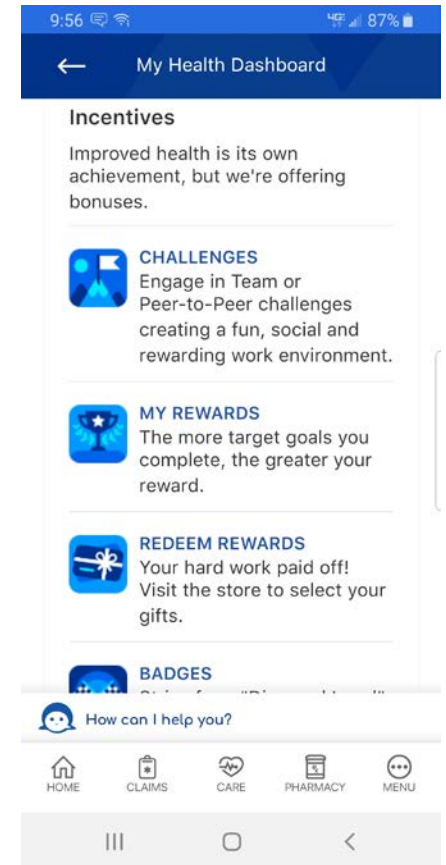 9:56 87%
My Health Dashboard
Incentives
Improved health is its own
achievement, but we're offering
bonuses.
CHALLENGES
Engage in Team or
Peer-to-Peer challenges
creating a fun, social and
rewarding work environment.
MY REWARDS
The more target goals you
complete, the greater your
reward.
REDEEM REWARDS
Your hard work paid off!
Visit the store to select your
gifts.
BADGES
How can I help you?
HOME CLAIMS CARE PHARMACY MENU